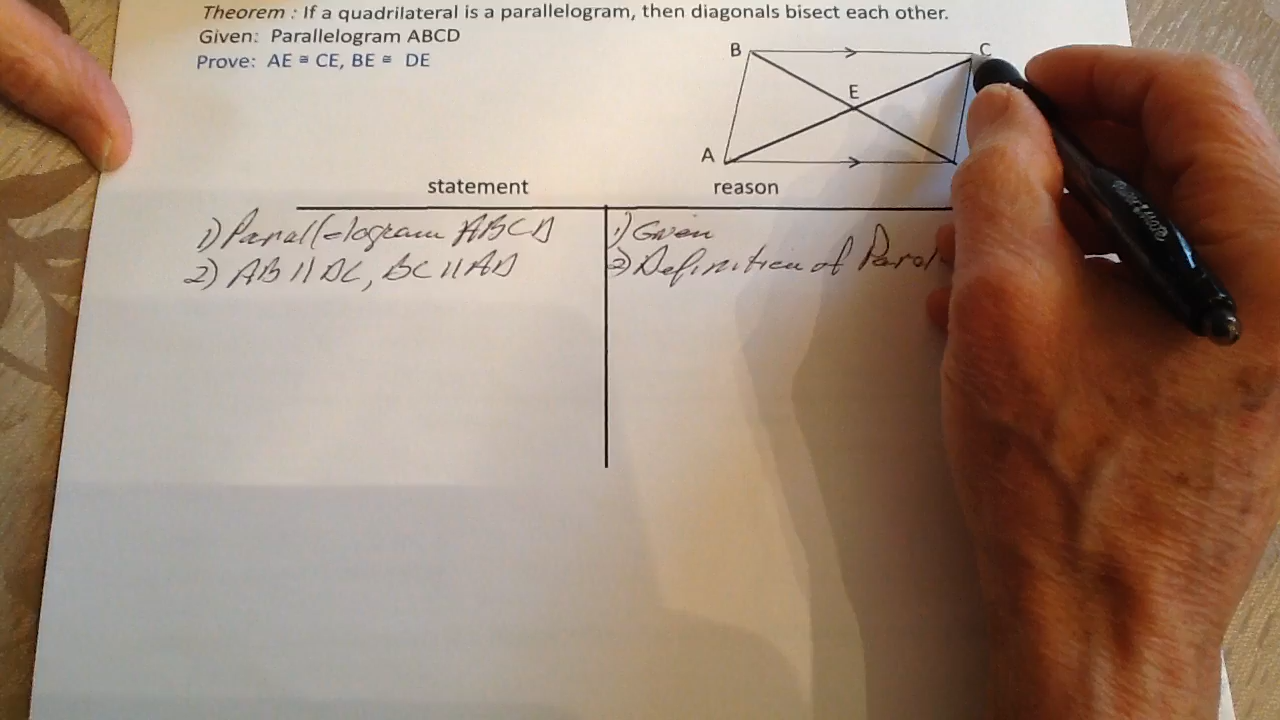 Theorem : If a quadrilateral is a parallelogram, then diagonals bisect each other.
Given: Parallelogram ABCD
Prove: AE ≅ CE, BE ≅ DE
B
C
E
A
statement
reason
1) Parallelogram ABCD
1) Given
2) AB // DC, BC // AD
2) Definition of Paral